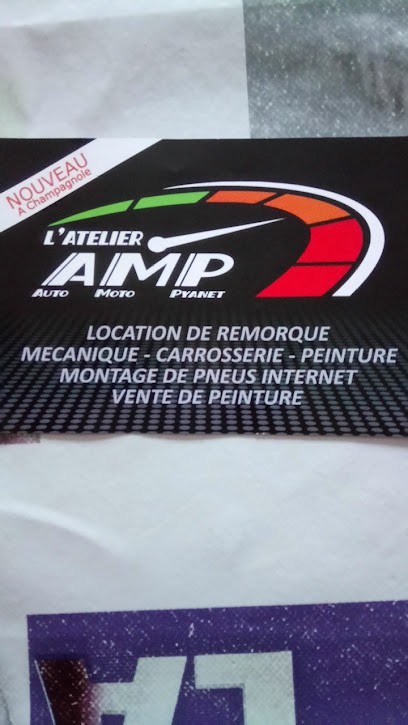 NOUVEAU
A Champagnole
L'ATELIER
AMP
AUTO MOTO PYANET
LOCATION DE REMORQUE
MECANIQUE - CARROSSERIE - PEINTURE
MONTAGE DE PNEUS INTERNET
VENTE DE PEINTURE